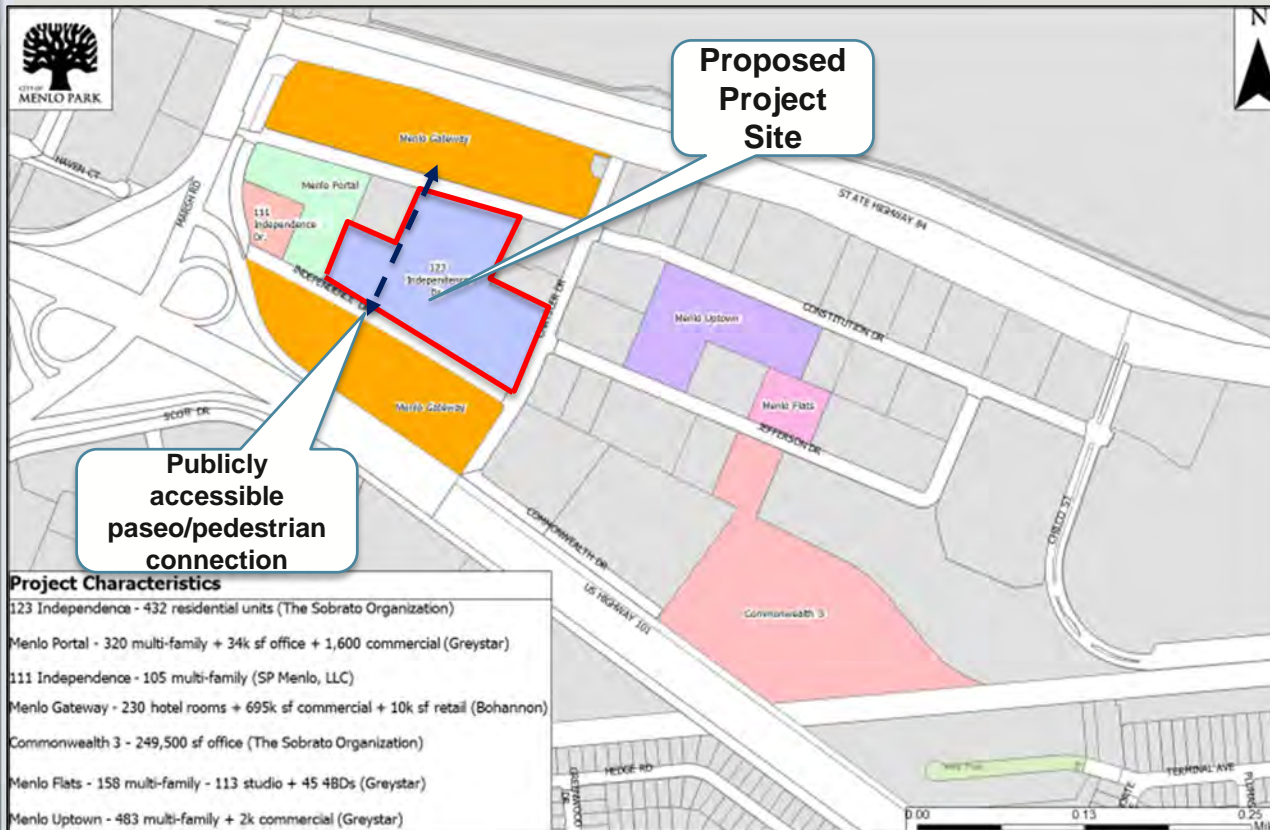 CITY OF
MENLO PARK
N
Proposed
Project
Site
Menlo Gateway
HAVEN CT
MARSH RD
Menlo Portal
111
Independence
Dr.
STATE HIGHWAY 84
123
Independence
INDEPENDENCE
CONSTITUTION DR
Menlo Uptown
Menlo Gateway
Menlo Flats
JEFFERSON DR
SCOTT DR
Publicly
accessible
paseo/pedestrian
connection
COMMONWEALTH DR
CHILCO ST
US HIGHWAY 101
Commonwealth 3
Project Characteristics
123 Independence - 432 residential units (The Sobrato Organization)
Menlo Portal - 320 multi-family + 34k sf office + 1,600 commercial (Greystar)
111 Independence - 105 multi-family (SP Menlo, LLC)
Menlo Gateway - 230 hotel rooms + 695k sf commercial + 10k sf retail (Bohannon)
Commonwealth 3 - 249,500 sf office (The Sobrato Organization)
Menlo Flats - 158 multi-family - 113 studio + 45 4BDs (Greystar)
Menlo Uptown - 483 multi-family + 2k commercial (Greystar)
HEDGE RD
GREENWOOD
DR
TERMINAL AVE
0.00
0.13
0.25